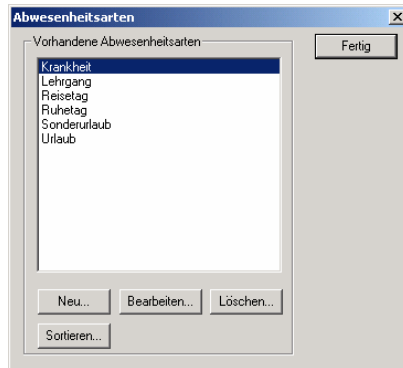 Abwesenheitsarten
Vorhandene Abwesenheitsarten
Fertig
Krankheit
Lehrgang
Reisetag
Ruhetag
Sonderurlaub
Urlaub
Neu... Bearbeiten... Löschen...
Sortieren...